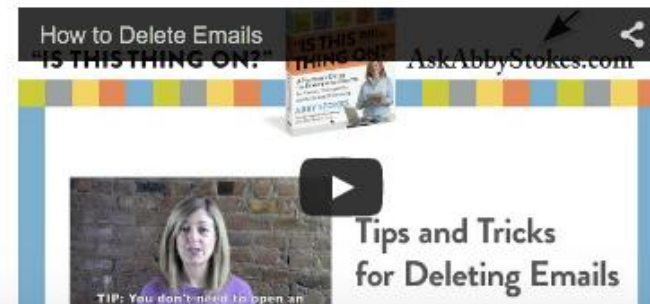 How to Delete Emails
"IS THIS THING ON?"
AskAbbyStokes.com
"IS THIS
THING ON?"
ABBY STOKES
Tips and Tricks
for Deleting Emails
TIP: You don't need to open an